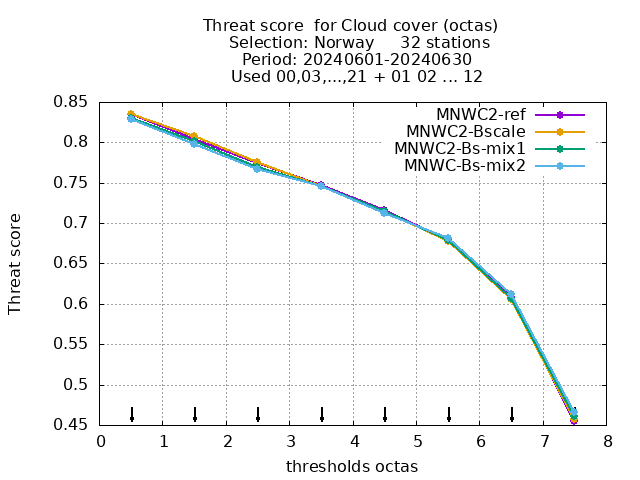 Threat score  for Cloud cover (octas)
Selection: Norway     32 stations
Period: 20240601-20240630
Used 00,03,...,21 + 01 02 ... 12
MNWC2-ref
MNWC2-Bscale
MNWC2-Bs-mix1
MNWC-Bs-mix2
Threat score
0.85
0.8
0.75
0.7
0.65
0.6
0.55
0.5
0.45
0 1 2 3 4 5 6 7 8
thresholds octas